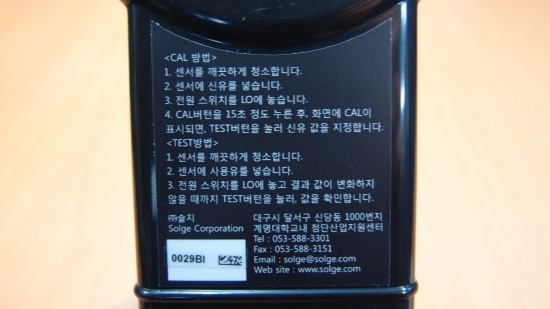 <CAL 방법>
1. 센서를 깨끗하게 청소합니다.
2. 센서에 신유를 넣습니다.
3. 전원 스위치를 LO에 놓습니다.
4. CAL버턴을 15초 정도 누른 후, 화면에 CAL이
표시되면, TEST버턴을 눌러 신유 값을 지정합니다.
<TEST방법>
1. 센서를 깨끗하게 청소합니다.
2. 센서에 사용유를 넣습니다.
3. 전원 스위치를 LO에 놓고 결과 값이 변화하지
않을 때까지 TEST버턴을 눌러, 값을 확인합니다.
㈜솔지
Solge Corporation
0029BI
대구시 달서구 신당동 1000번지
계명대학교내 첨단산업지원센터
Tel : 053-588-3301
Fax : 053-588-3151
Email : solge@solge.com
Web site : www.solge.com